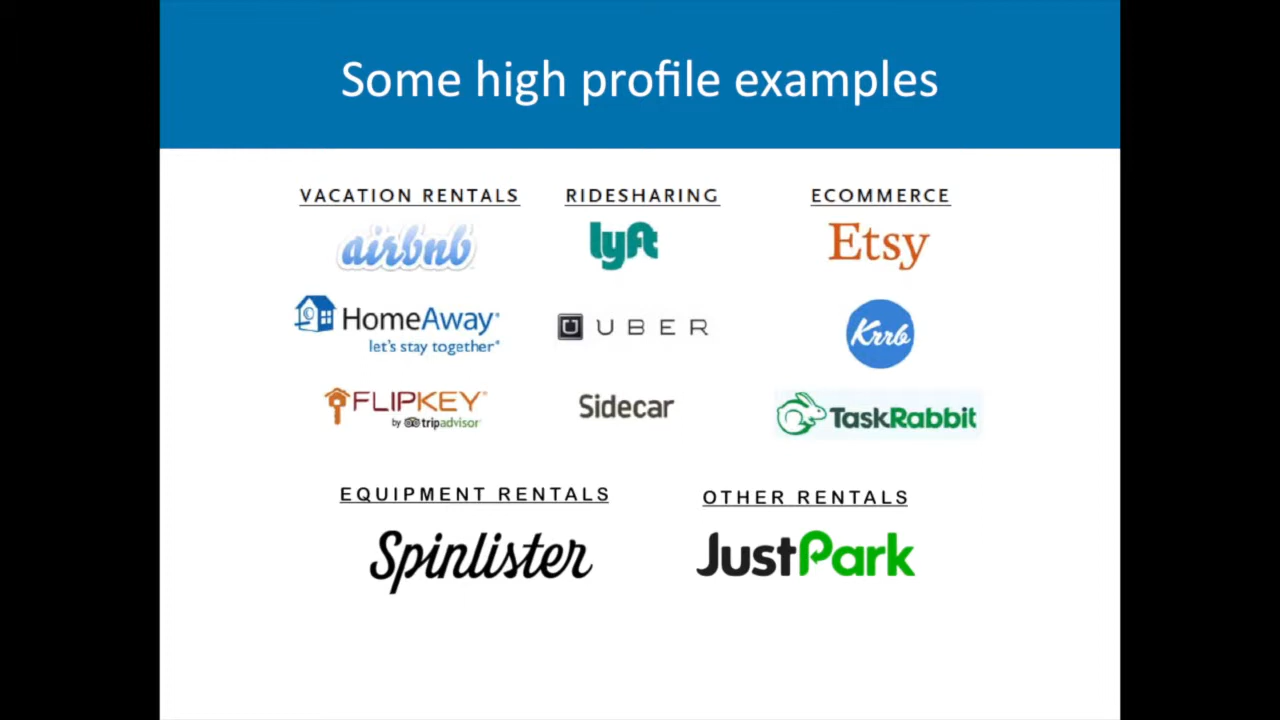 Some high profile examples
VACATION RENTALS
airbnb
HomeAway
let's stay together
FLIPKEY
by tripadvisor
RIDESHARING
lyft
UBER
Sidecar
ECOMMERCE
Etsy
Krrb
TaskRabbit
EQUIPMENT RENTALS
Spinlister
OTHER RENTALS
JustPark